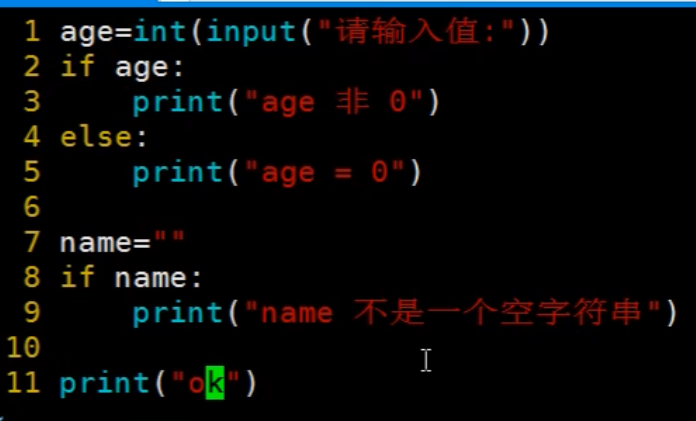 1 age=int(input("请输入值:"))
2 if age:
3     print("age 非 0")
4 else:
5     print("age = 0")
6
7 name=""
8 if name:
9     print("name 不是一个空字符串")
10
11 print("ok")